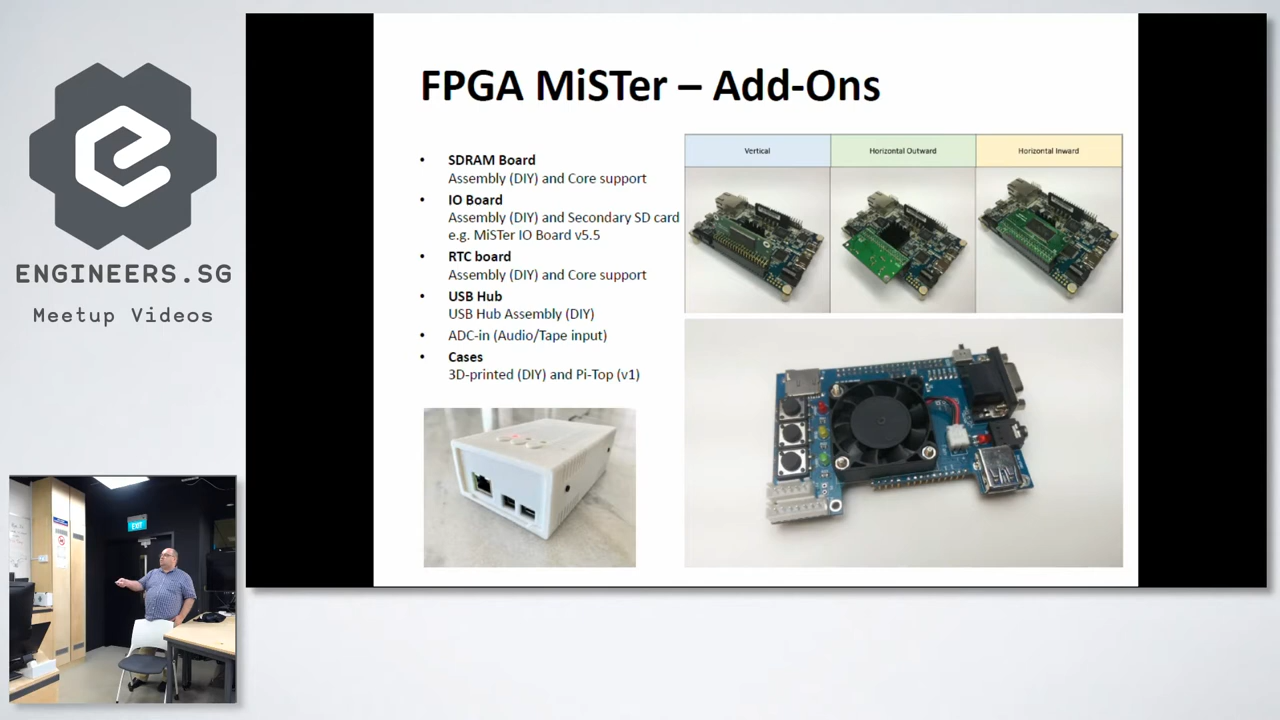 FPGA MiSTer – Add-Ons
• SDRAM Board
Assembly (DIY) and Core support
• IO Board
Assembly (DIY) and Secondary SD card
e.g. MiSTer IO Board v5.5
• RTC board
Assembly (DIY) and Core support
• USB Hub
USB Hub Assembly (DIY)
• ADC-in (Audio/Tape input)
• Cases
3D-printed (DIY) and Pi-Top (v1)
Vertical
Horizontal Outward
Horizontal Inward
ENGINEERS.SG
Meetup Videos
EXIT